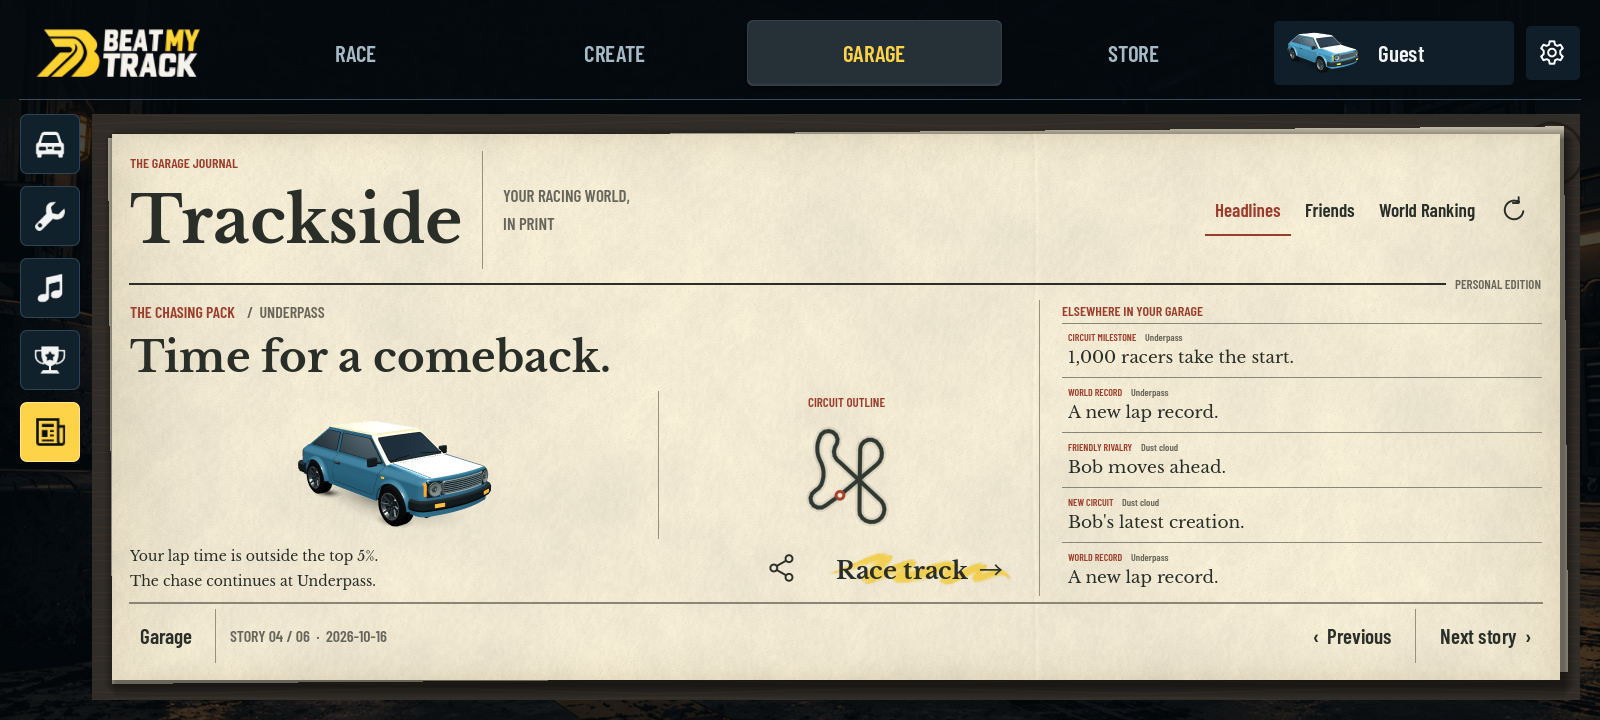 BEATMY
TRACK
RACE
CREATE
GARAGE
STORE
Guest
THE GARAGE JOURNAL
Trackside
YOUR RACING WORLD,
IN PRINT
Headlines
Friends
World Ranking
PERSONAL EDITION
THE CHASING PACK / UNDERPASS
Time for a comeback.
CIRCUIT OUTLINE
Your lap time is outside the top 5%.
The chase continues at Underpass.
Race track →
ELSEWHERE IN YOUR GARAGE
CIRCUIT MILESTONE Underpass
1,000 racers take the start.
WORLD RECORD Underpass
A new lap record.
FRIENDLY RIVALRY Dust cloud
Bob moves ahead.
NEW CIRCUIT Dust cloud
Bob's latest creation.
WORLD RECORD Underpass
A new lap record.
Garage
STORY 04 / 06 · 2026-10-16
‹ Previous
Next story ›